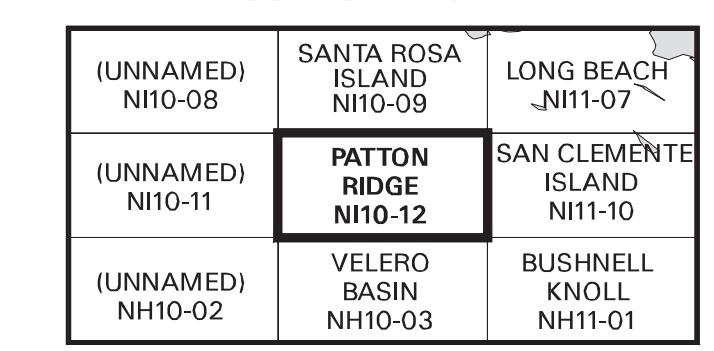 (UNNAMED)
NI10-08
SANTA ROSA
ISLAND
NI10-09
LONG BEACH
NI11-07
(UNNAMED)
NI10-11
PATTON
RIDGE
NI10-12
SAN CLEMENTE
ISLAND
NI11-10
(UNNAMED)
NH10-02
VELERO
BASIN
NH10-03
BUSHNELL
KNOLL
NH11-01